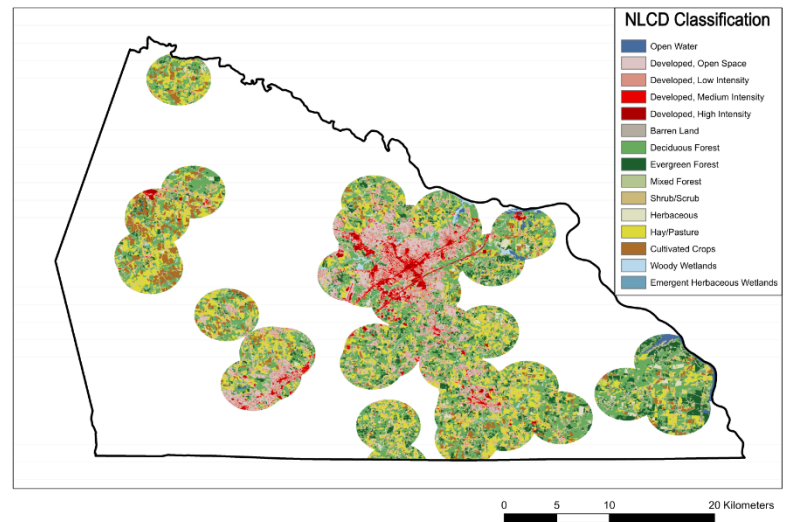 NLCD Classification
Open Water
Developed, Open Space
Developed, Low Intensity
Developed, Medium Intensity
Developed, High Intensity
Barren Land
Deciduous Forest
Evergreen Forest
Mixed Forest
Shrub/Scrub
Herbaceous
Hay/Pasture
Cultivated Crops
Woody Wetlands
Emergent Herbaceous Wetlands
0 5 10 20 Kilometers